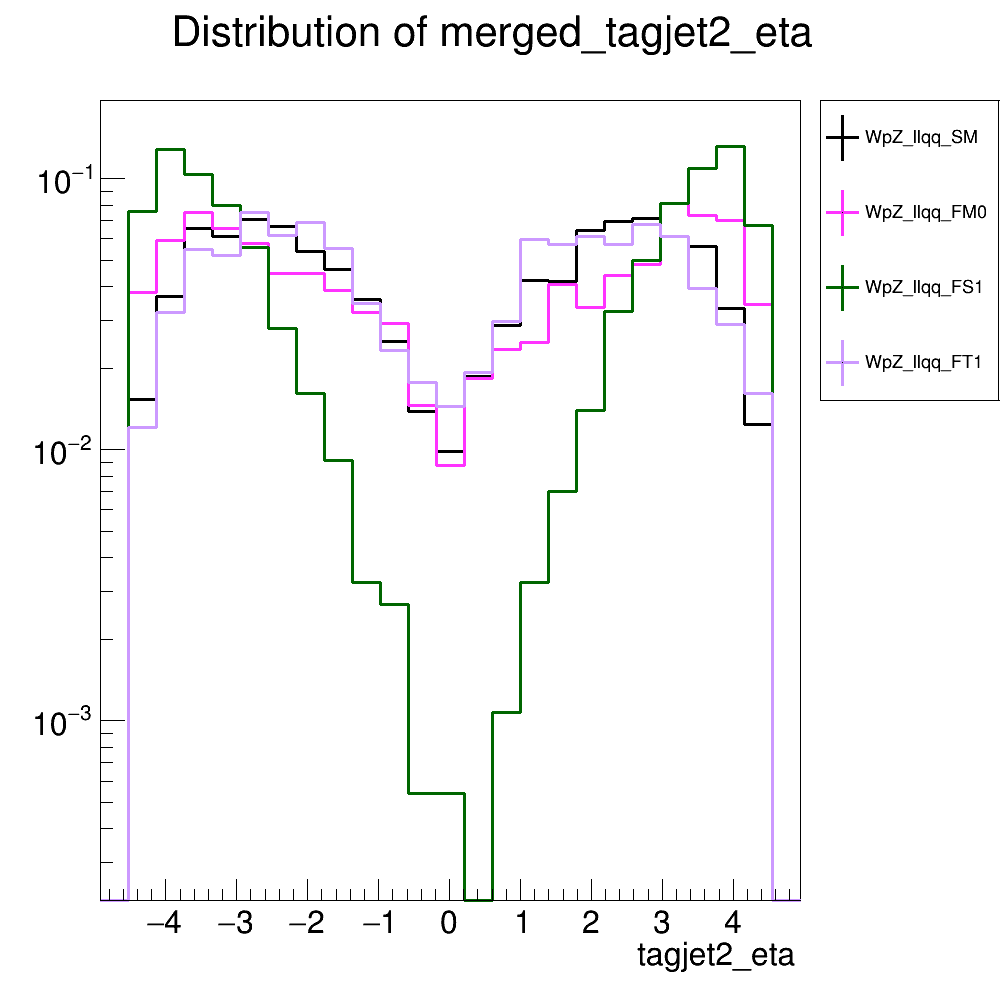 Distribution of merged_tagjet2_eta
WpZ_llqq_SM
WpZ_llqq_FM0
WpZ_llqq_FS1
WpZ_llqq_FT1
10⁻¹
10⁻²
10⁻³
−4 −3 −2 −1 0 1 2 3 4
tagjet2_eta